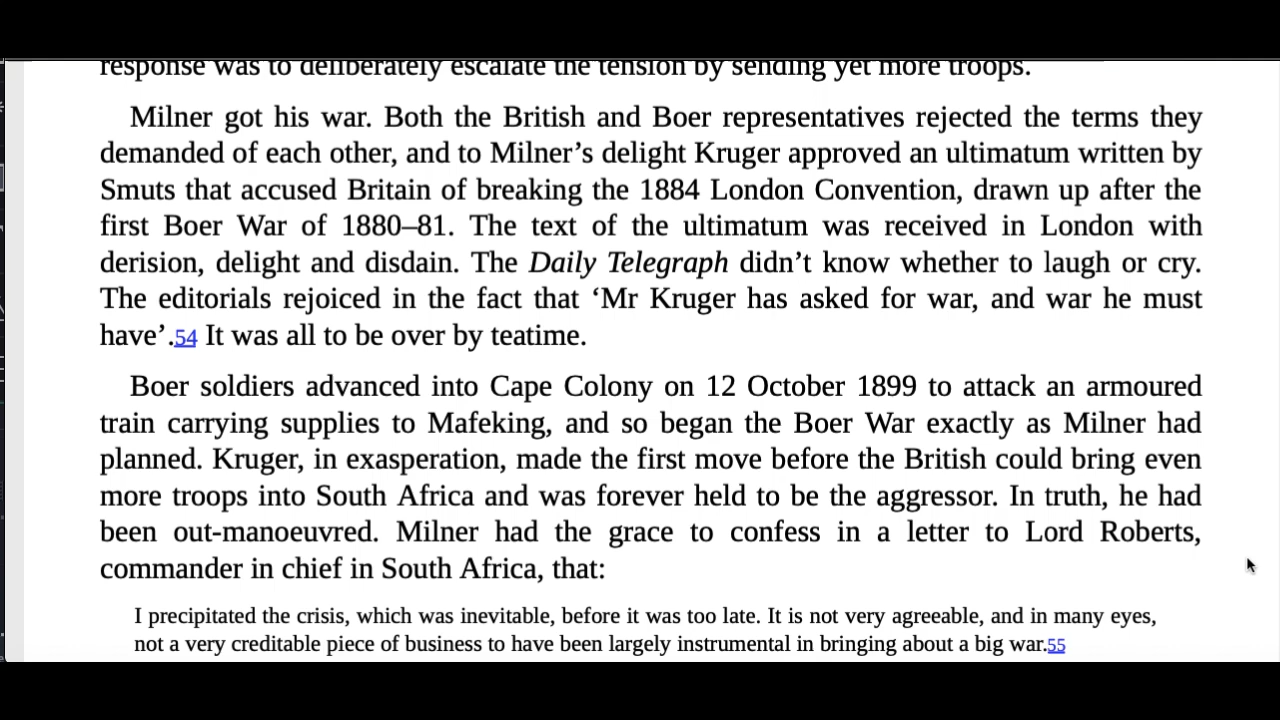 response was to deliberately escalate the tension by sending yet more troops.
Milner got his war. Both the British and Boer representatives rejected the terms they
demanded of each other, and to Milner’s delight Kruger approved an ultimatum written by
Smuts that accused Britain of breaking the 1884 London Convention, drawn up after the
first Boer War of 1880–81. The text of the ultimatum was received in London with
derision, delight and disdain. The Daily Telegraph didn’t know whether to laugh or cry.
The editorials rejoiced in the fact that ‘Mr Kruger has asked for war, and war he must
have’.54 It was all to be over by teatime.
Boer soldiers advanced into Cape Colony on 12 October 1899 to attack an armoured
train carrying supplies to Mafeking, and so began the Boer War exactly as Milner had
planned. Kruger, in exasperation, made the first move before the British could bring even
more troops into South Africa and was forever held to be the aggressor. In truth, he had
been out-manoeuvred. Milner had the grace to confess in a letter to Lord Roberts,
commander in chief in South Africa, that:
I precipitated the crisis, which was inevitable, before it was too late. It is not very agreeable, and in many eyes,
not a very creditable piece of business to have been largely instrumental in bringing about a big war.55